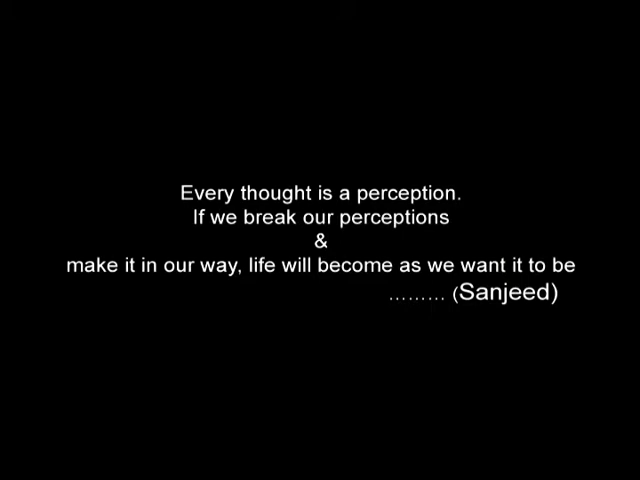 Every thought is a perception.
If we break our perceptions
&
make it in our way, life will become as we want it to be
......... (Sanjeed)